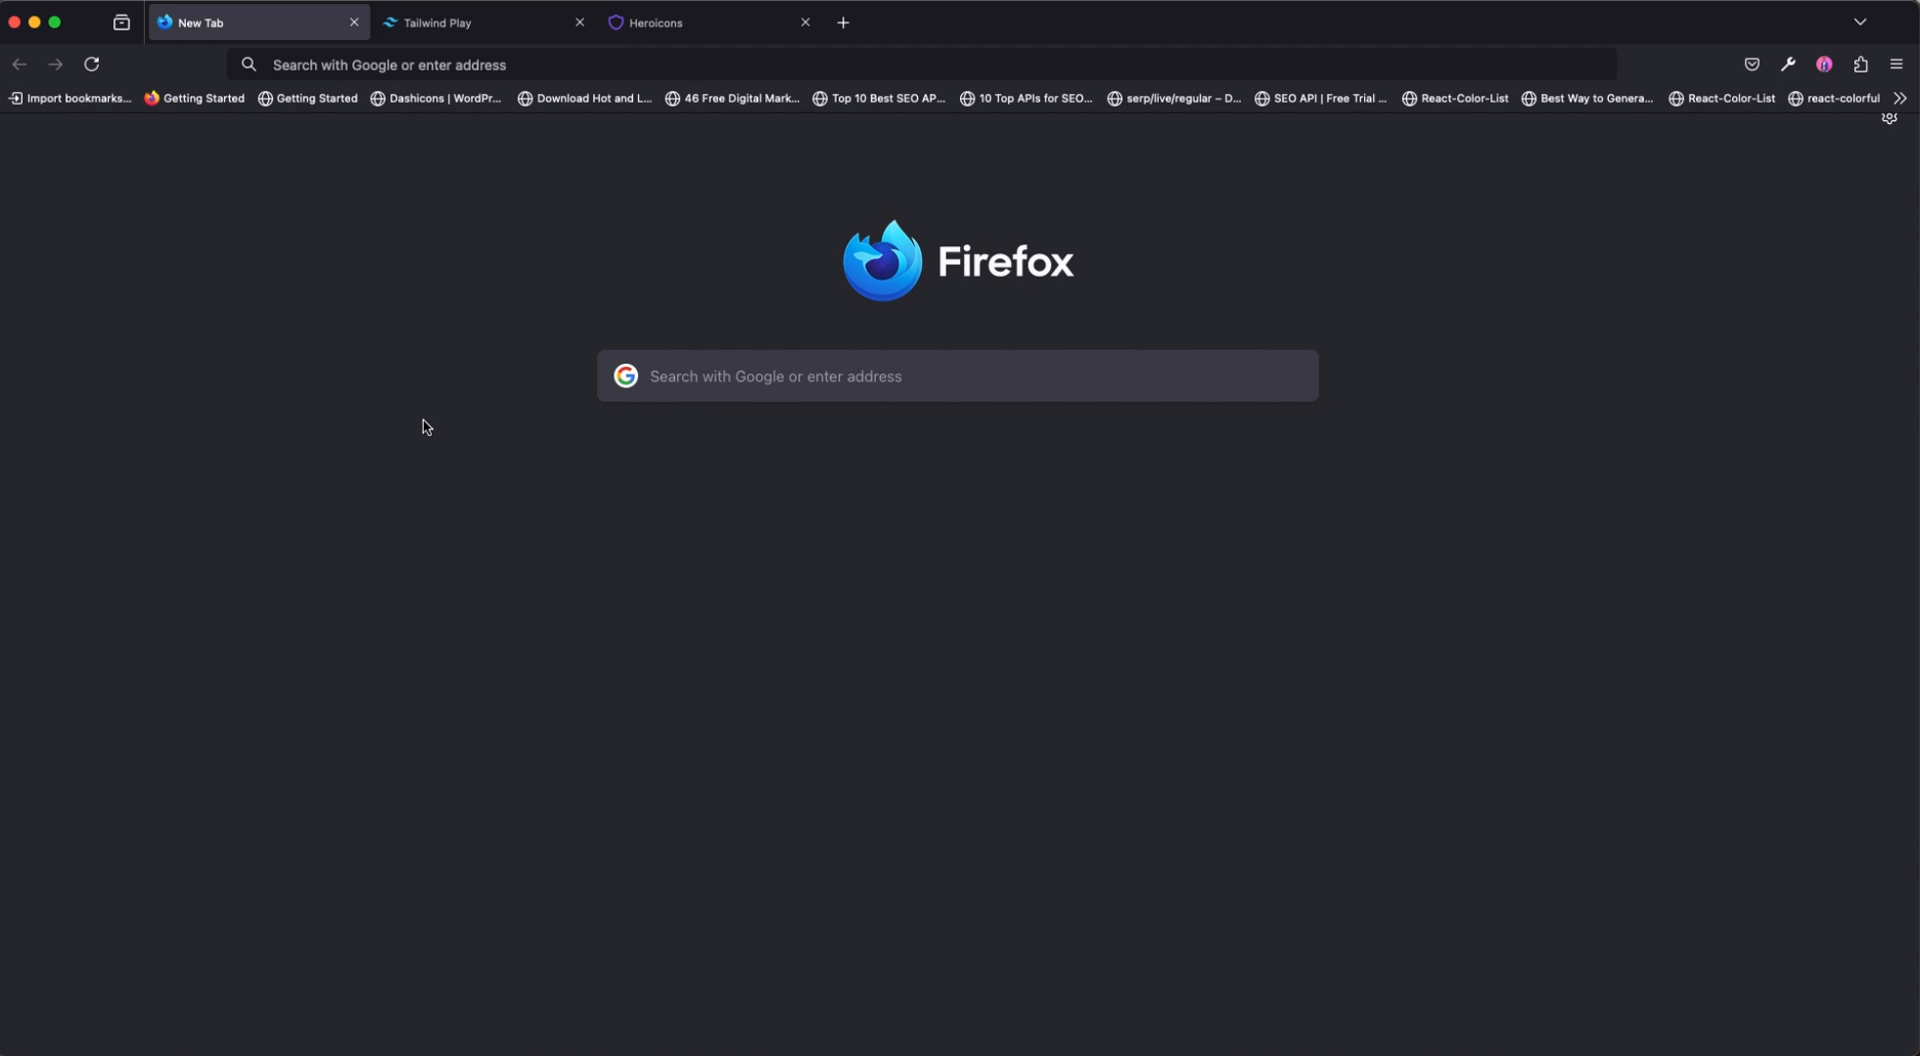 New Tab
Tailwind Play
Heroicons
Search with Google or enter address
Import bookmarks...
Getting Started
Getting Started
Dashicons | WordPr...
Download Hot and L...
46 Free Digital Mark...
Top 10 Best SEO AP...
10 Top APIs for SEO...
serp/live/regular – D...
SEO API | Free Trial ...
React-Color-List
Best Way to Genera...
React-Color-List
react-colorful
Firefox
Search with Google or enter address